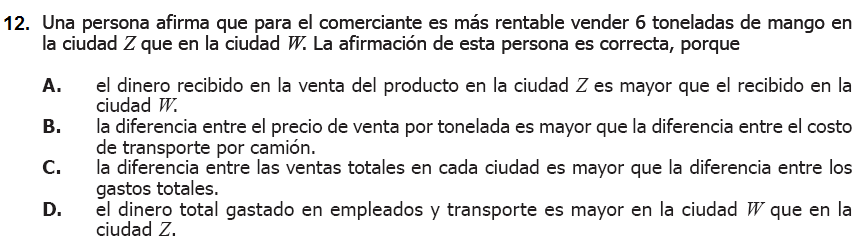 12. Una persona afirma que para el comerciante es más rentable vender 6 toneladas de mango en
la ciudad Z que en la ciudad W. La afirmación de esta persona es correcta, porque
A. el dinero recibido en la venta del producto en la ciudad Z es mayor que el recibido en la
ciudad W.
B. la diferencia entre el precio de venta por tonelada es mayor que la diferencia entre el costo
de transporte por camión.
C. la diferencia entre las ventas totales en cada ciudad es mayor que la diferencia entre los
gastos totales.
D. el dinero total gastado en empleados y transporte es mayor en la ciudad W que en la
ciudad Z.